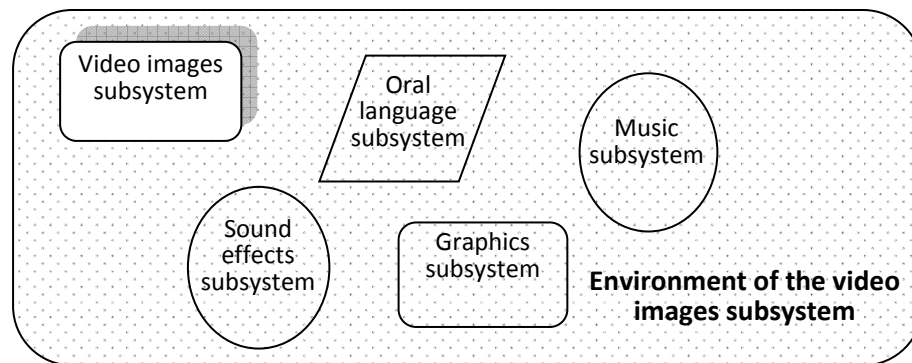 Video images
subsystem
Oral
language
subsystem
Music
subsystem
Sound
effects
subsystem
Graphics
subsystem
Environment of the video
images subsystem